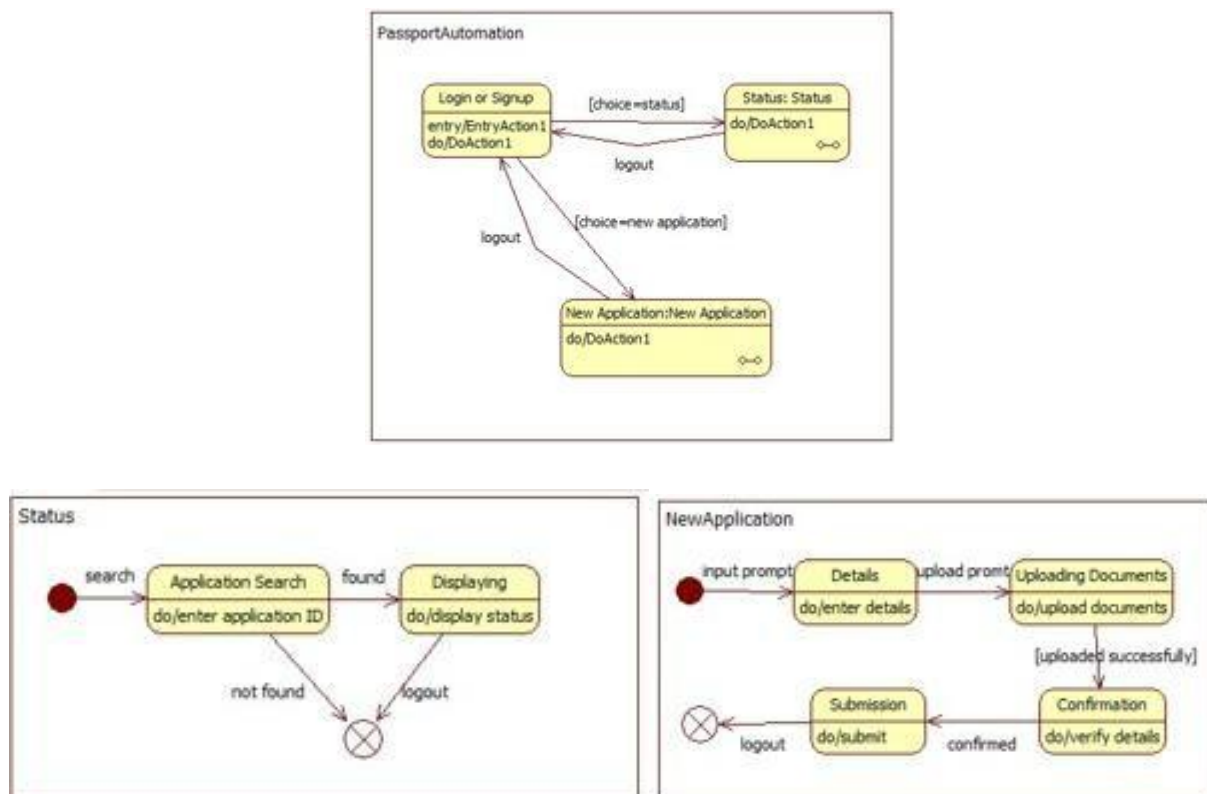 PassportAutomation
Login or Signup
entry/EntryAction1
do/DoAction1
[choice=status]
Status: Status
do/DoAction1
logout
[choice=new application]
logout
New Application:New Application
do/DoAction1
Status
search
Application Search
do/enter application ID
found
Displaying
do/display status
not found
logout
NewApplication
input prompt
Details
do/enter details
upload promt
Uploading Documents
do/upload documents
[uploaded successfully]
Confirmation
do/verify details
confirmed
Submission
do/submit
logout